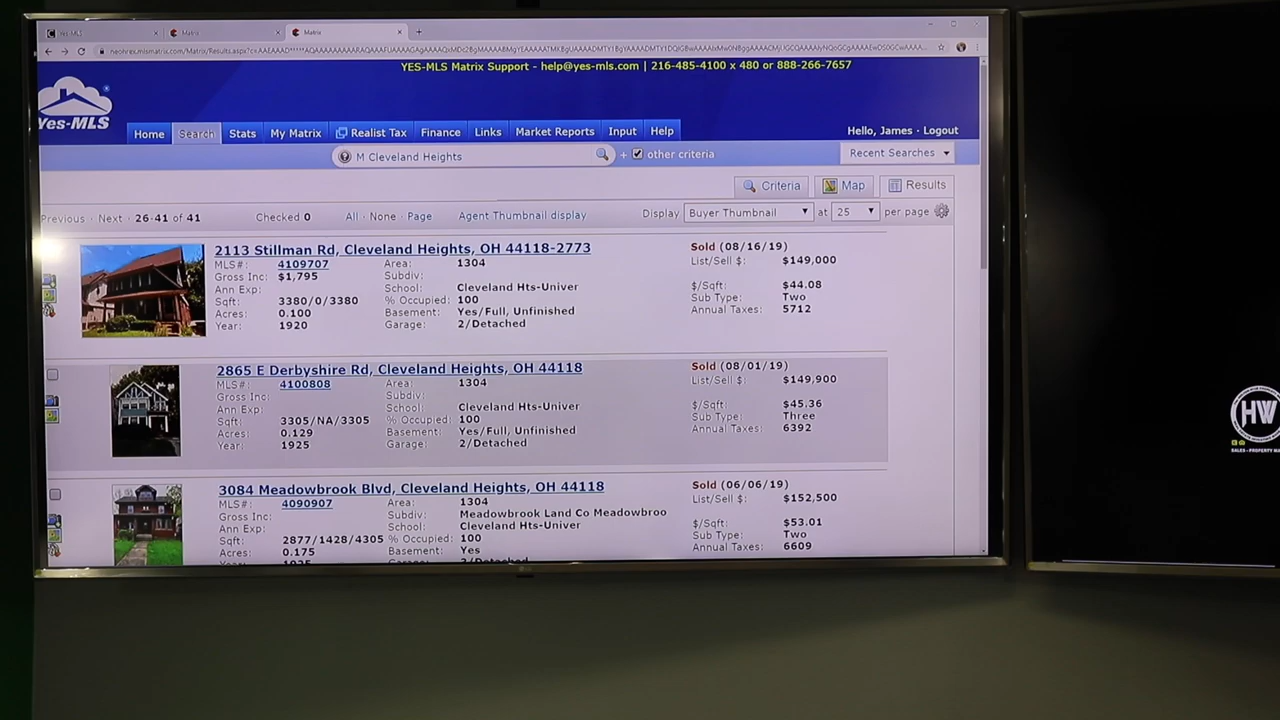 Yes-MLS
Matrix
Matrix
YES-MLS Matrix Support - help@yes-mls.com | 216-485-4100 x 480 or 888-266-7657
Yes-MLS
Home Search Stats My Matrix Realist Tax Finance Links Market Reports Input Help
Hello, James · Logout
M Cleveland Heights
+ other criteria
Recent Searches
Criteria Map Results
Previous · Next · 26-41 of 41 Checked 0 All · None · Page Agent Thumbnail display Display Buyer Thumbnail at 25 per page
2113 Stillman Rd, Cleveland Heights, OH 44118-2773 Sold (08/16/19)
MLS#: 4109707 Area: 1304 List/Sell $: $149,000
Gross Inc: $1,795 Subdiv:
Ann Exp: School: Cleveland Hts-Univer $/Sqft: $44.08
Sqft: 3380/0/3380 % Occupied: 100 Sub Type: Two
Acres: 0.100 Basement: Yes/Full, Unfinished Annual Taxes: 5712
Year: 1920 Garage: 2/Detached
2865 E Derbyshire Rd, Cleveland Heights, OH 44118 Sold (08/01/19)
MLS#: 4100808 Area: 1304 List/Sell $: $149,900
Gross Inc: Subdiv:
Ann Exp: School: Cleveland Hts-Univer $/Sqft: $45.36
Sqft: 3305/NA/3305 % Occupied: 100 Sub Type: Three
Acres: 0.129 Basement: Yes/Full, Unfinished Annual Taxes: 6392
Year: 1925 Garage: 2/Detached
3084 Meadowbrook Blvd, Cleveland Heights, OH 44118 Sold (06/06/19)
MLS#: 4090907 Area: 1304 List/Sell $: $152,500
Gross Inc: Subdiv: Meadowbrook Land Co Meadowbroo
Ann Exp: School: Cleveland Hts-Univer $/Sqft: $53.01
Sqft: 2877/1428/4305 % Occupied: 100 Sub Type: Two
Acres: 0.175 Basement: Yes Annual Taxes: 6609
HW